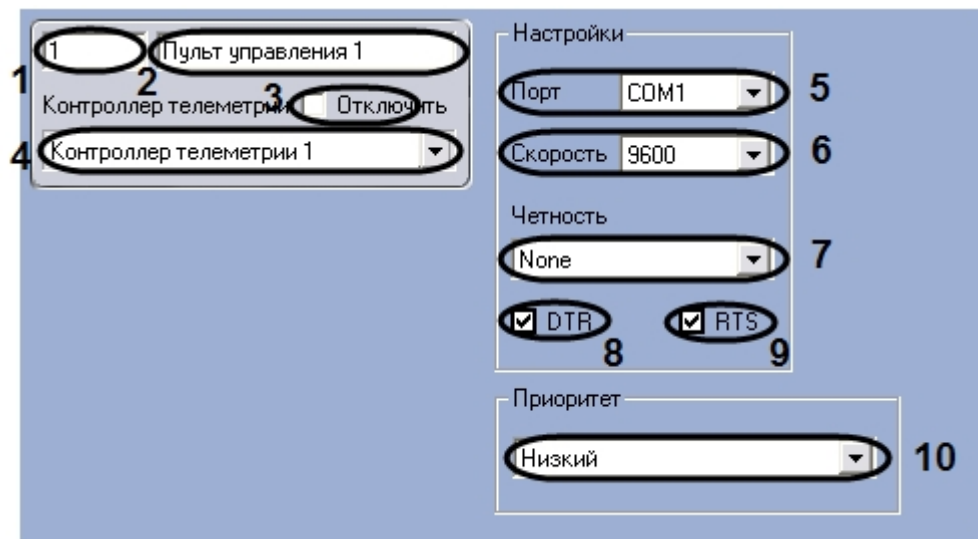 1 Пульт управления 1
1 2 3
Контроллер телеметрии Отключить
4 Контроллер телеметрии 1
Настройки
Порт COM1 5
Скорость 9600 6
Четность
None 7
DTR RTS
8 9
Приоритет
Низкий 10